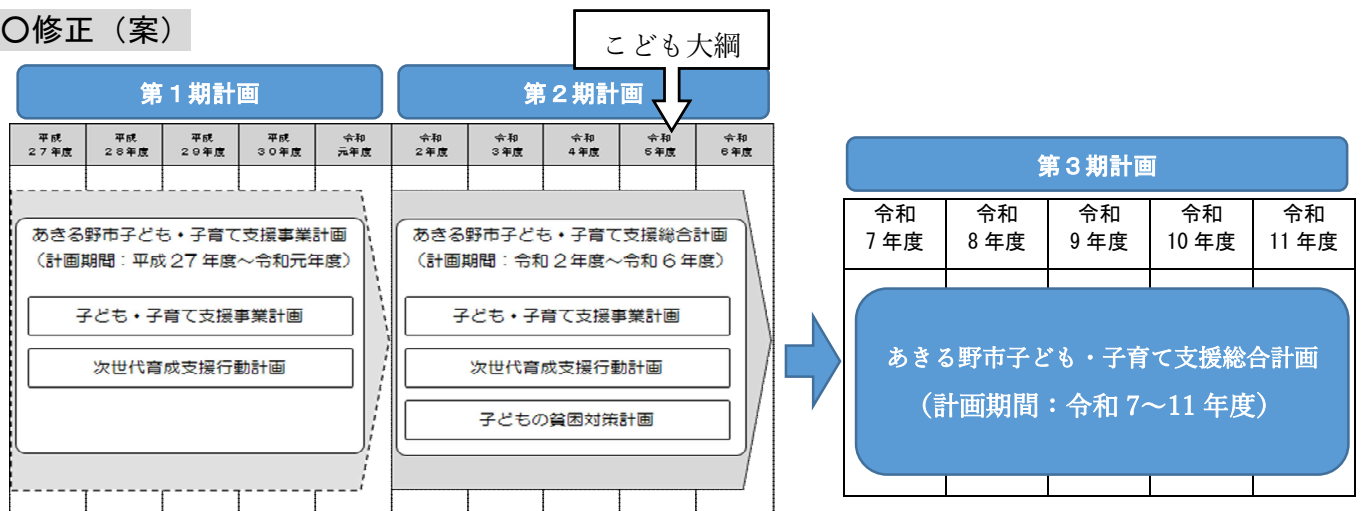 〇修正（案）
こども大綱
第１期計画
第２期計画
平成
２７年度
平成
２８年度
平成
２９年度
平成
３０年度
令和
元年度
令和
２年度
令和
３年度
令和
４年度
令和
５年度
令和
６年度
あきる野市子ども・子育て支援事業計画
（計画期間：平成２７年度～令和元年度）
子ども・子育て支援事業計画
次世代育成支援行動計画
あきる野市子ども・子育て支援総合計画
（計画期間：令和２年度～令和６年度）
子ども・子育て支援事業計画
次世代育成支援行動計画
子どもの貧困対策計画
第３期計画
令和
7 年度
令和
8 年度
令和
9 年度
令和
10 年度
令和
11 年度
あきる野市子ども・子育て支援総合計画
（計画期間：令和 7～11 年度）